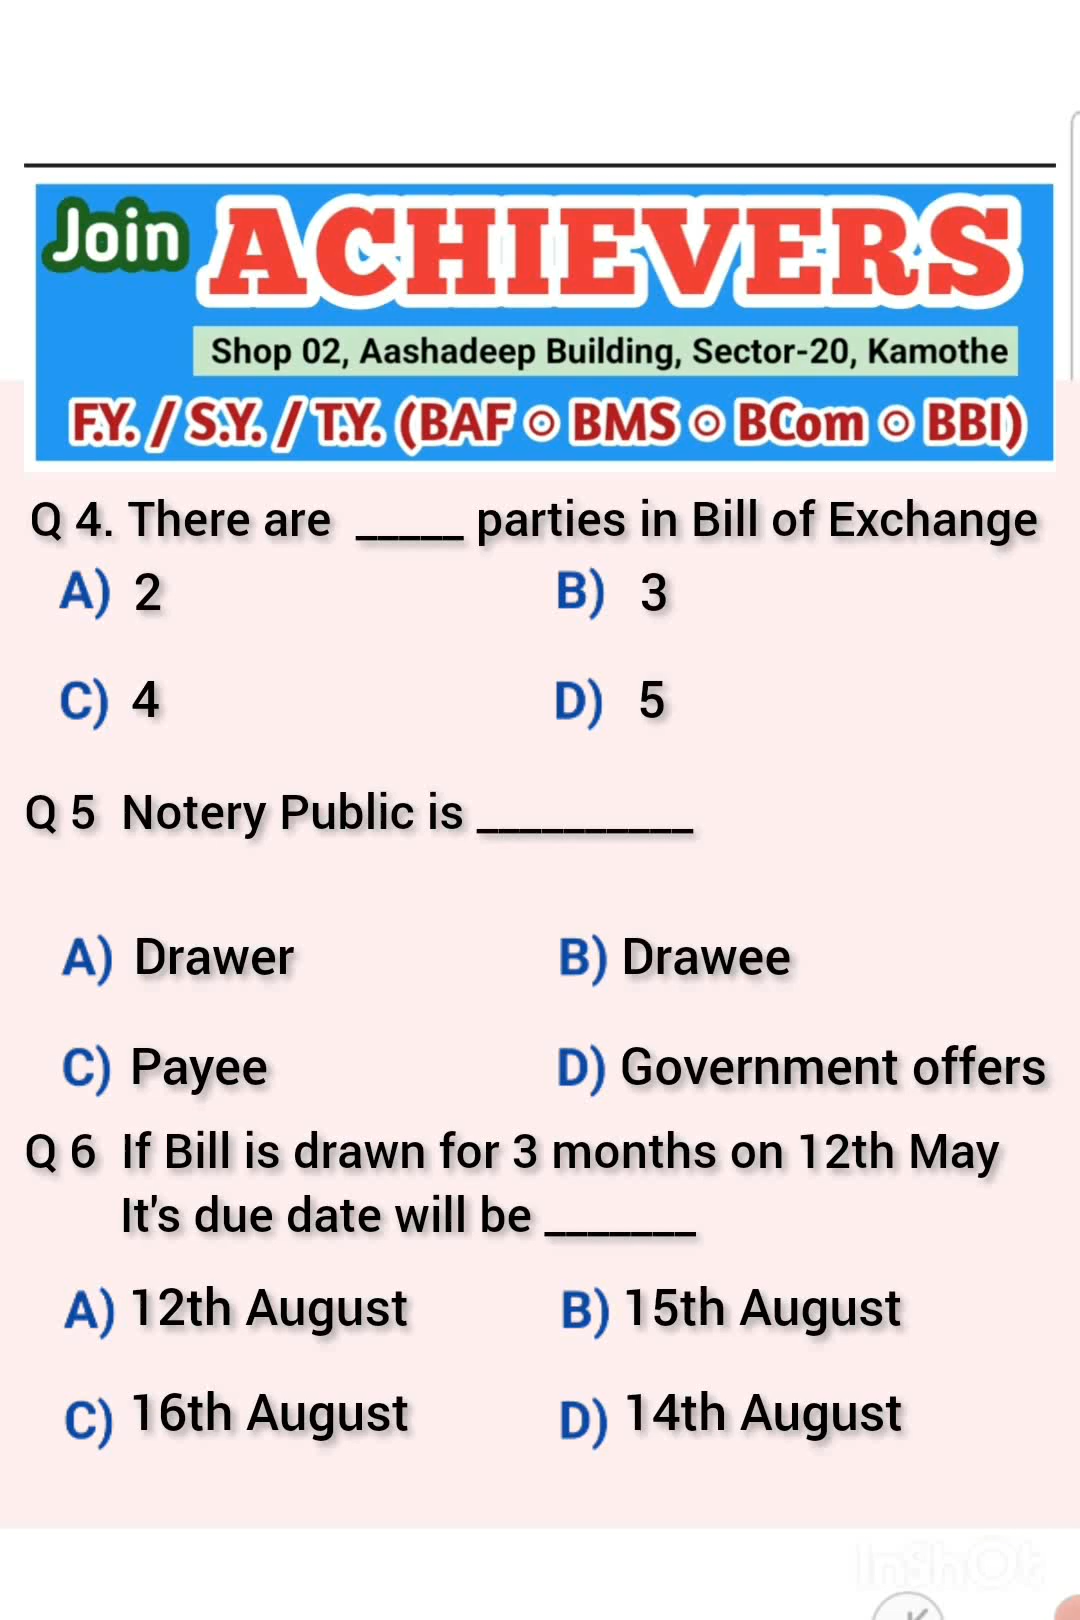 Join ACHIEVERS
Shop 02, Aashadeep Building, Sector-20, Kamothe
F.Y. / S.Y. / T.Y. (BAF ⊙ BMS ⊙ BCom ⊙ BBI)
Q 4. There are _____ parties in Bill of Exchange
A) 2 B) 3
C) 4 D) 5
Q 5 Notery Public is __________
A) Drawer B) Drawee
C) Payee D) Government offers
Q 6 If Bill is drawn for 3 months on 12th May
It's due date will be _______
A) 12th August B) 15th August
C) 16th August D) 14th August
InShOt